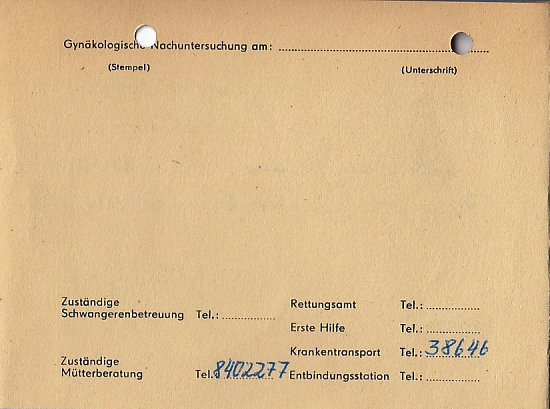 Gynäkologische Nachuntersuchung am:
(Stempel) (Unterschrift)
Zuständige
Schwangerenbetreuung Tel.:
Rettungsamt Tel.:
Erste Hilfe Tel.:
Krankentransport Tel.: 38646
Zuständige
Mütterberatung Tel. 8402277
Entbindungsstation Tel.: